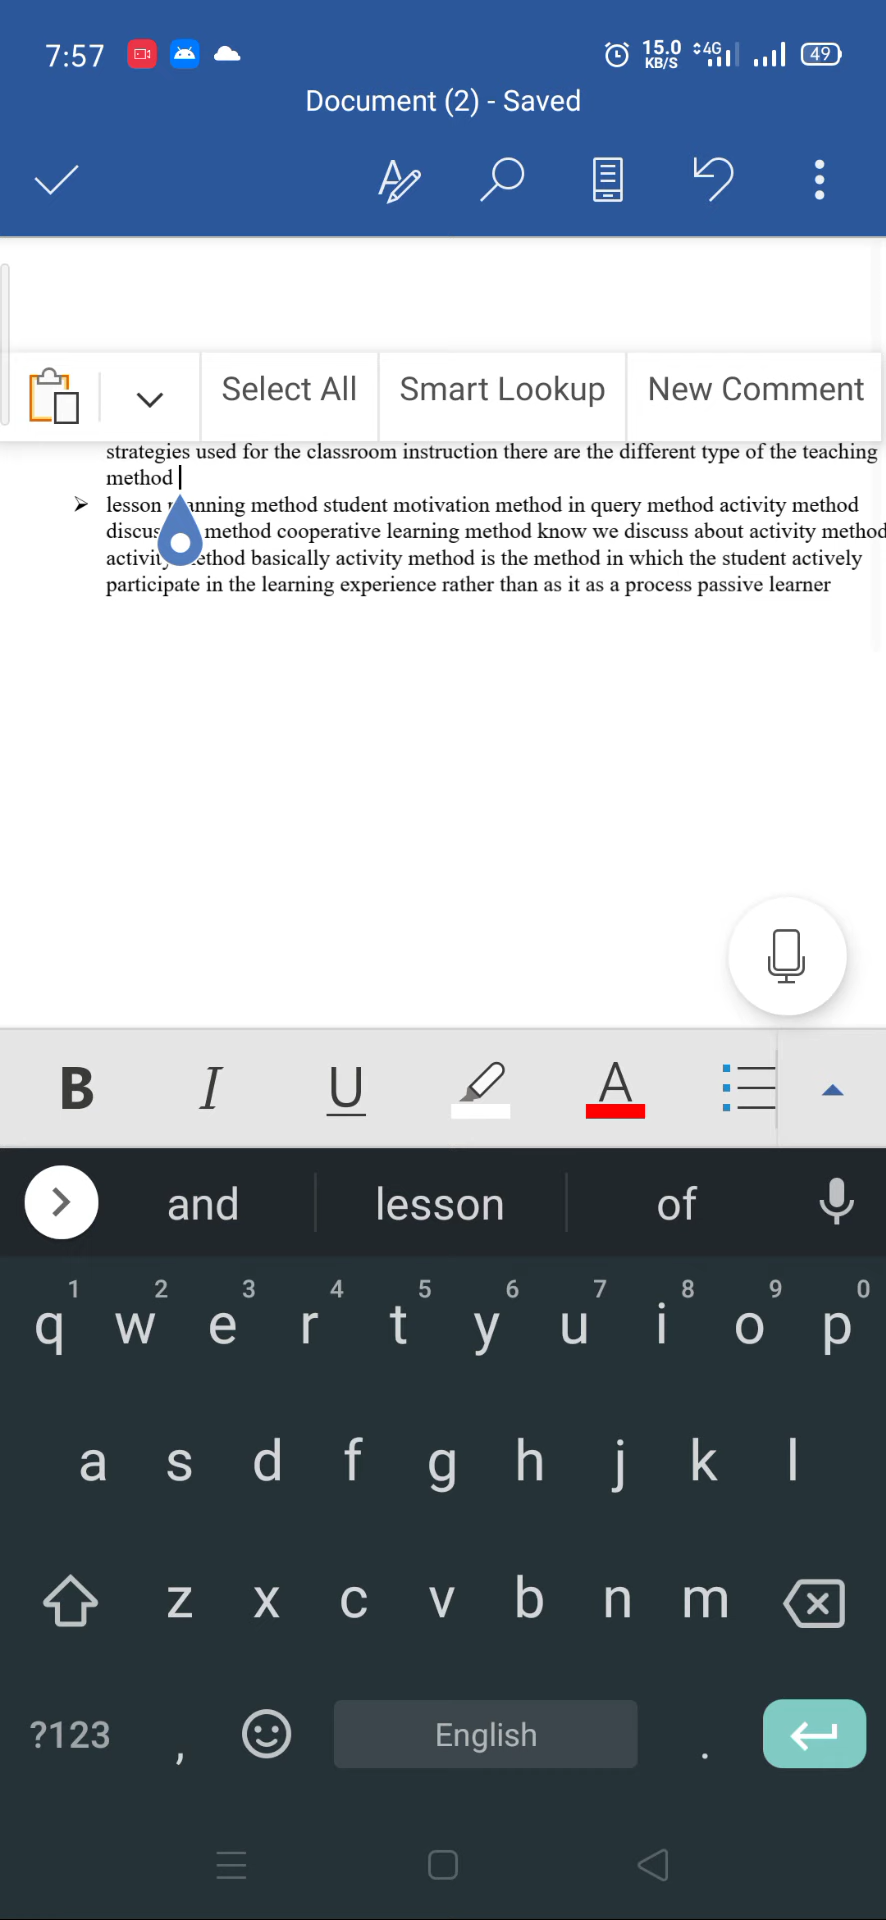 7:57
15.0
KB/S
4G
49
Document (2) - Saved
Select All
Smart Lookup
New Comment
strategies used for the classroom instruction there are the different type of the teaching
method
➢ lesson method student motivation method in query method activity method
method cooperative learning method know we discuss about activity method
basically activity method is the method in which the student actively
participate in the learning experience rather than as it as a process passive learner
B I U A
and lesson of
1 2 3 4 5 6 7 8 9 0
q w e r t y u i o p
a s d f g h j k l
z x c v b n m
?123 , English .